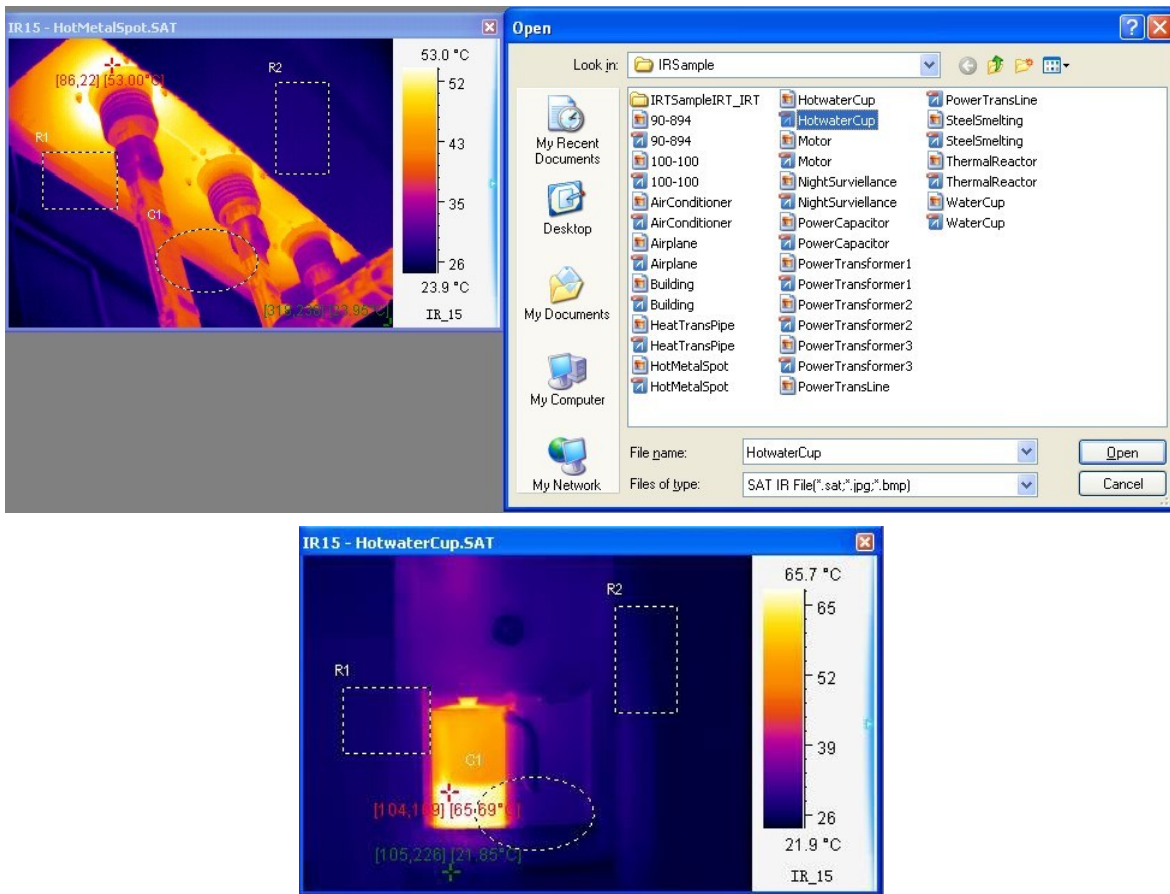 IR15 - HotMetalSpot.SAT
[86,22] [53.00°C]
R2
R1
C1
53.0 °C
52
43
35
26
23.9 °C
IR_15
Open
Look in:
IRSample
My Recent Documents
Desktop
My Documents
My Computer
My Network
IRTSampleIRT_IRT
90-894
90-894
100-100
100-100
AirConditioner
AirConditioner
Airplane
Airplane
Building
Building
HeatTransPipe
HeatTransPipe
HotMetalSpot
HotMetalSpot
HotwaterCup
HotwaterCup
Motor
Motor
NightSurviellance
NightSurviellance
PowerCapacitor
PowerCapacitor
PowerTransformer1
PowerTransformer1
PowerTransformer2
PowerTransformer2
PowerTransformer3
PowerTransformer3
PowerTransLine
PowerTransLine
SteelSmelting
SteelSmelting
ThermalReactor
ThermalReactor
WaterCup
WaterCup
File name:
HotwaterCup
Open
Files of type:
SAT IR File(*.sat;*.jpg;*.bmp)
Cancel
IR15 - HotwaterCup.SAT
R2
R1
C1
[65.69°C]
[105,226] [21.85°C]
65.7 °C
65
52
39
26
21.9 °C
IR_15